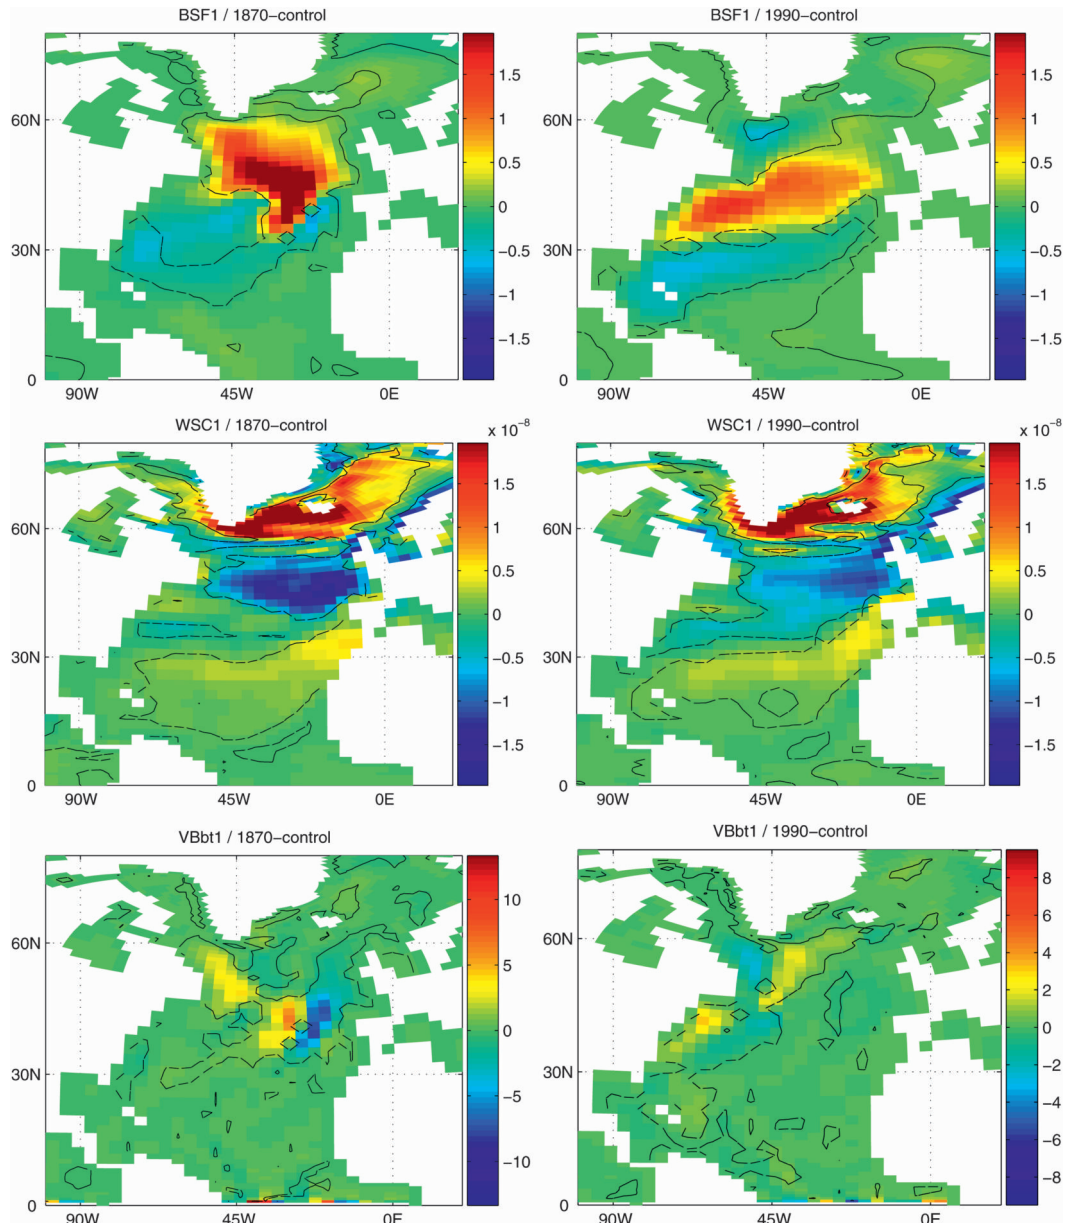 BSF1 / 1870−control
60N
30N
0
90W
45W
0E
1.5
1
0.5
0
−0.5
−1
−1.5
BSF1 / 1990−control
60N
30N
0
90W
45W
0E
1.5
1
0.5
0
−0.5
−1
−1.5
WSC1 / 1870−control
x 10⁻⁸
60N
30N
0
90W
45W
0E
1.5
1
0.5
0
−0.5
−1
−1.5
WSC1 / 1990−control
x 10⁻⁸
60N
30N
0
90W
45W
0E
1.5
1
0.5
0
−0.5
−1
−1.5
VBbt1 / 1870−control
60N
30N
0
90W
45W
0E
10
5
0
−5
−10
VBbt1 / 1990−control
60N
30N
0
90W
45W
0E
8
6
4
2
0
−2
−4
−6
−8